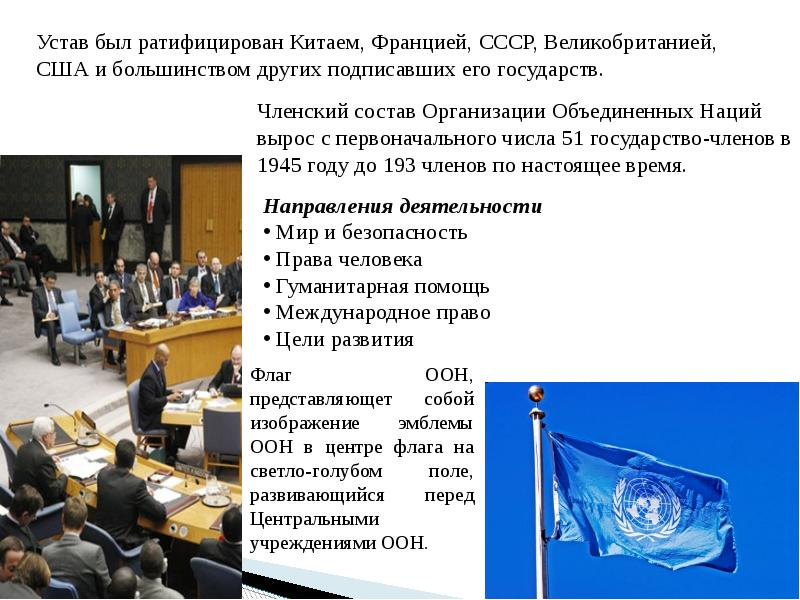 Устав был ратифицирован Китаем, Францией, СССР, Великобританией,
США и большинством других подписавших его государств.
Членский состав Организации Объединенных Наций
вырос с первоначального числа 51 государство-членов в
1945 году до 193 членов по настоящее время.
Направления деятельности
• Мир и безопасность
• Права человека
• Гуманитарная помощь
• Международное право
• Цели развития
Флаг ООН,
представляющет собой
изображение эмблемы
ООН в центре флага на
светло-голубом поле,
развивающийся перед
Центральными
учреждениями ООН.